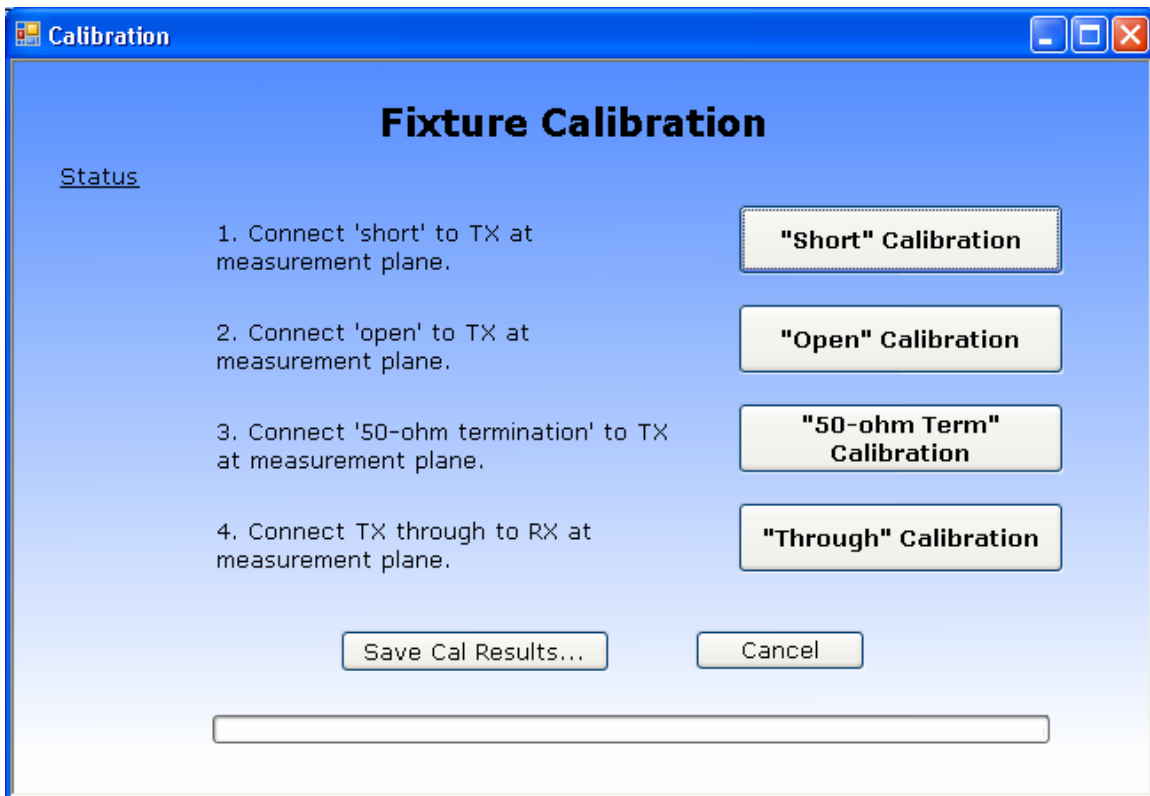 Calibration
Fixture Calibration
Status
1. Connect 'short' to TX at
measurement plane.
"Short" Calibration
2. Connect 'open' to TX at
measurement plane.
"Open" Calibration
3. Connect '50-ohm termination' to TX
at measurement plane.
"50-ohm Term"
Calibration
4. Connect TX through to RX at
measurement plane.
"Through" Calibration
Save Cal Results...
Cancel